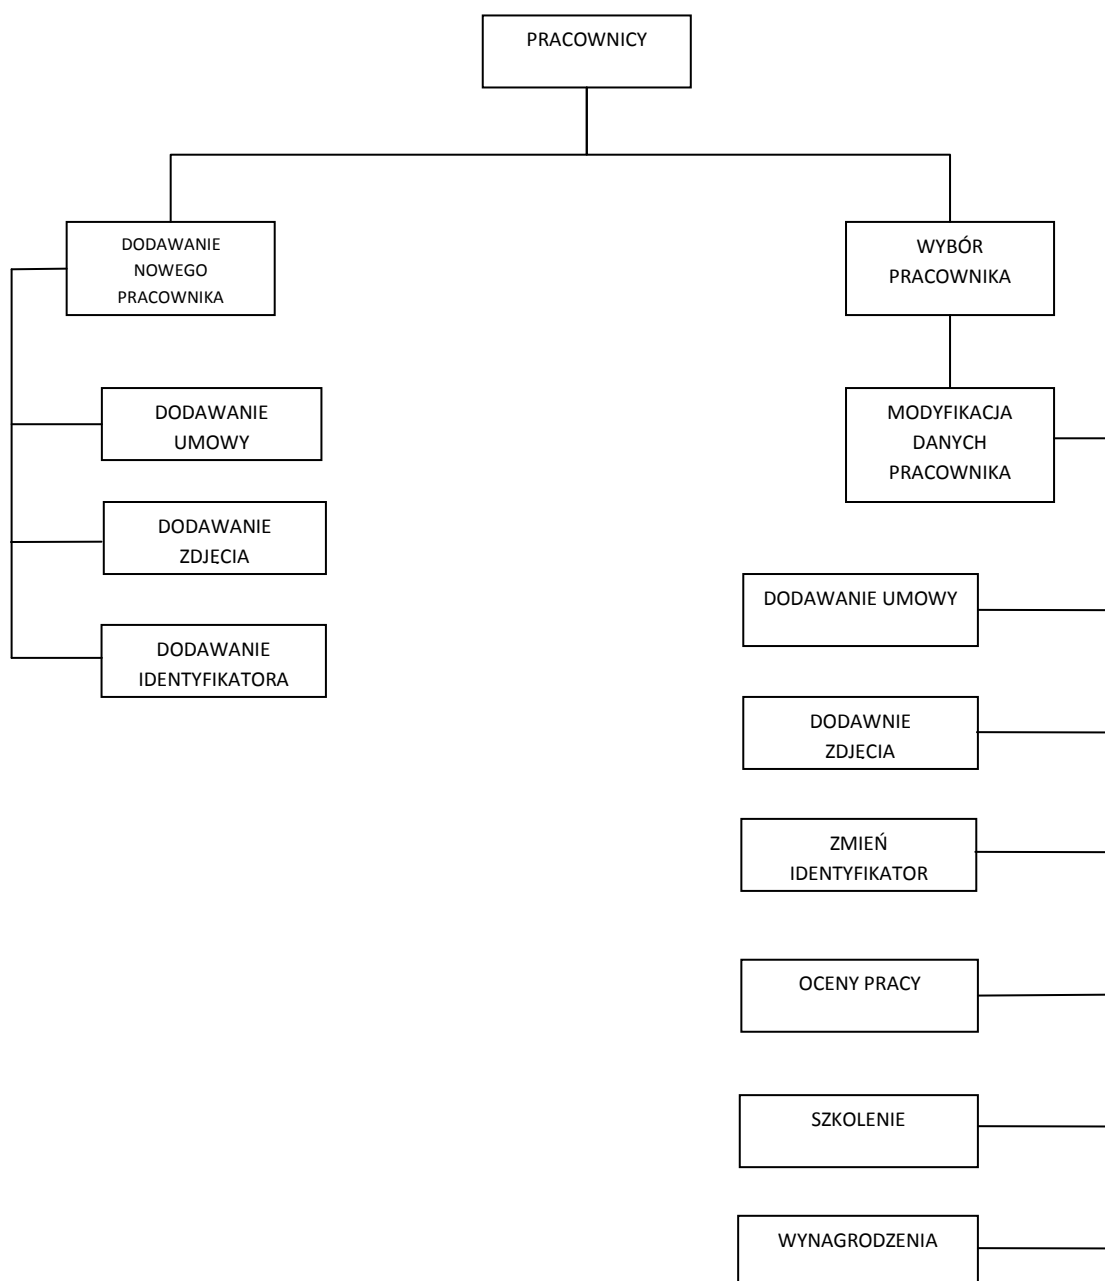 PRACOWNICY
DODAWANIE
NOWEGO
PRACOWNIKA
WYBÓR
PRACOWNIKA
DODAWANIE
UMOWY
MODYFIKACJA
DANYCH
PRACOWNIKA
DODAWANIE
ZDJĘCIA
DODAWANIE
IDENTYFIKATORA
DODAWANIE UMOWY
DODAWNIE
ZDJĘCIA
ZMIEŃ
IDENTYFIKATOR
OCENY PRACY
SZKOLENIE
WYNAGRODZENIA